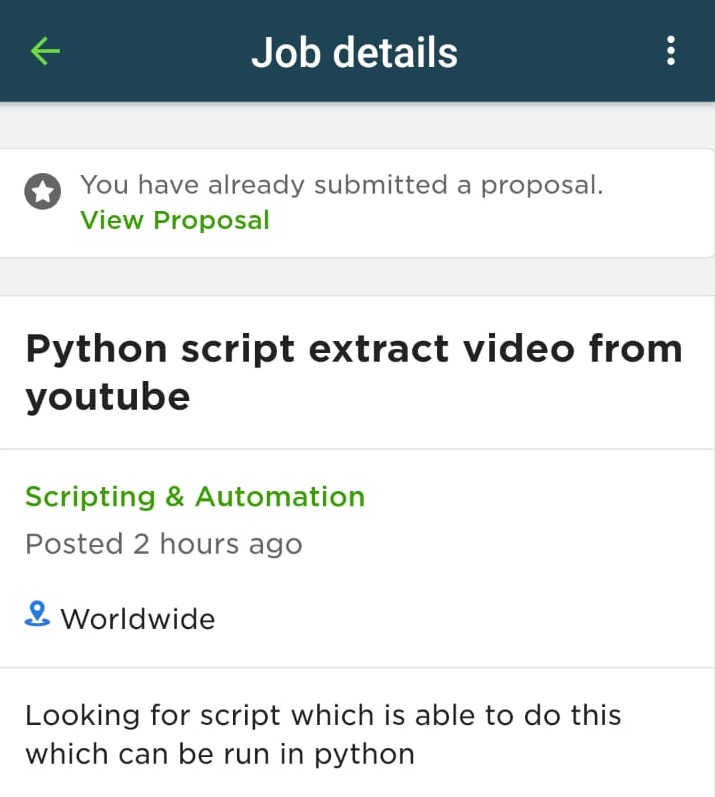 Job details
You have already submitted a proposal.
View Proposal
Python script extract video from
youtube
Scripting & Automation
Posted 2 hours ago
Worldwide
Looking for script which is able to do this
which can be run in python